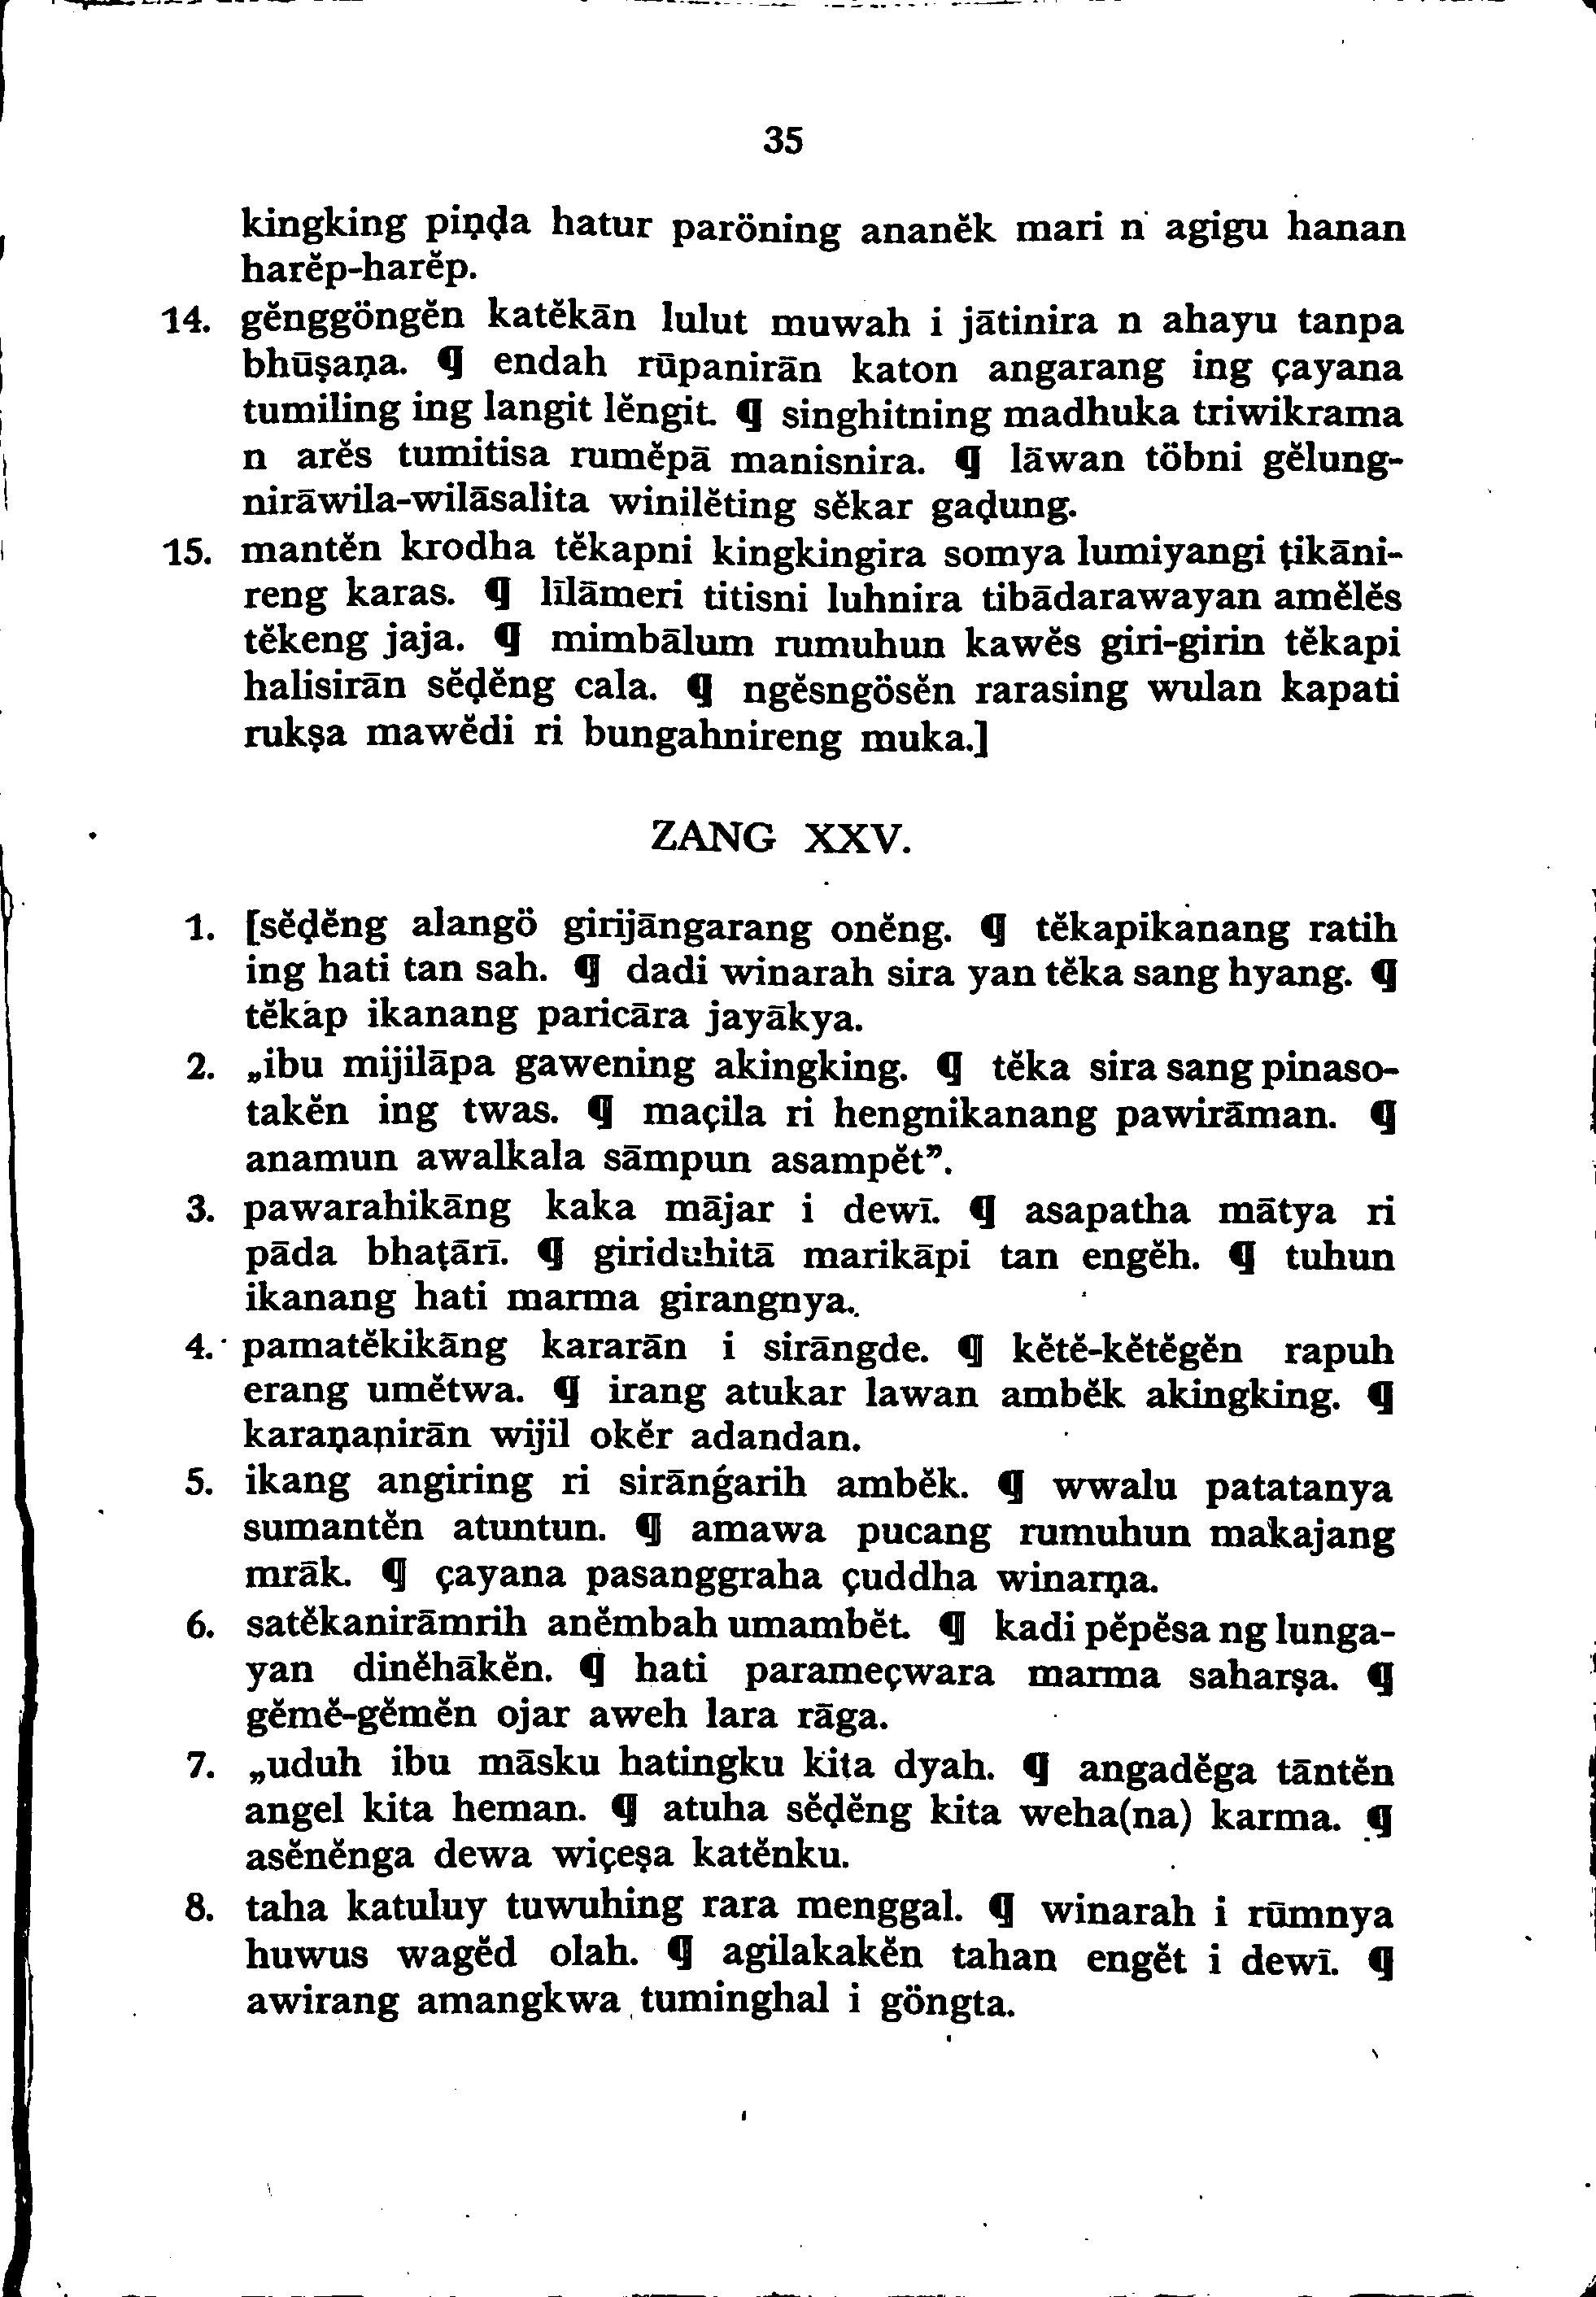 35
kingking piṇḍa hatur paröning ananĕk mari n agigu hanan
harĕp-harĕp.
14. gĕnggöngĕn katĕkān lulut muwah i jātinira n ahayu tanpa
bhūṣaṇa. ¶ endah rūpanirān katon angarang ing çayana
tumiling ing langit lĕngit. ¶ singhitning madhuka triwikrama
n arĕs tumitisa rumĕpā manisnira. ¶ lāwan töbni gĕlung-
nirāwila-wilāsalita winilĕting sĕkar gaḍung.
15. mantĕn krodha tĕkapni kingkingira somya lumiyangi ṭikāni-
reng karas. ¶ līlāmeri titisni luhnira tibādarawayan amĕlĕs
tĕkeng jaja. ¶ mimbālum rumuhun kawĕs giri-girin tĕkapi
halisirān sĕḍĕng cala. ¶ ngĕsngösĕn rarasing wulan kapati
rukṣa mawĕdi ri bungahnireng muka.]
ZANG XXV.
1. [sĕḍĕng alangö girijāngarang onĕng. ¶ tĕkapikanang ratih
ing hati tan sah. ¶ dadi winarah sira yan tĕka sang hyang. ¶
tĕkap ikanang paricāra jayākya.
2. „ibu mijilāpa gawening akingking. ¶ tĕka sira sang pinaso-
takĕn ing twas. ¶ maçila ri hengnikanang pawirāman. ¶
anamun awalkala sāmpun asampĕt”.
3. pawarahikāng kaka mājar i dewī. ¶ asapatha mātya ri
pāda bhaṭārī. ¶ giriduhitā marikāpi tan engĕh. ¶ tuhun
ikanang hati marma girangnya.
4. pamatĕkikāng kararān i sirāngde. ¶ kĕtĕ-kĕtĕgĕn rapuh
erang umĕtwa. ¶ irang atukar lawan ambĕk akingking. ¶
karaṇanirān wijil okĕr adandan.
5. ikang angiring ri sirāngarih ambĕk. ¶ wwalu patatanya
sumantĕn atuntun. ¶ amawa pucang rumuhun makajang
mrāk. ¶ çayana pasanggraha çuddha winarṇa.
6. satĕkanirāmrih anĕmbah umambĕt. ¶ kadi pĕpĕsa ng lunga-
yan dinĕhākĕn. ¶ hati parameçwara marma saharṣa. ¶
gĕmĕ-gĕmĕn ojar aweh lara rāga.
7. „uduh ibu māsku hatingku kita dyah. ¶ angadĕga tāntĕn
angel kita heman. ¶ atuha sĕḍĕng kita weha(na) karma. ¶
asĕnĕnga dewa wiçeṣa katĕnku.
8. taha katuluy tuwuhing rara menggal. ¶ winarah i rūmnya
huwus wagĕd olah. ¶ agilakakĕn tahan engĕt i dewī. ¶
awirang amangkwa tuminghal i göngta.